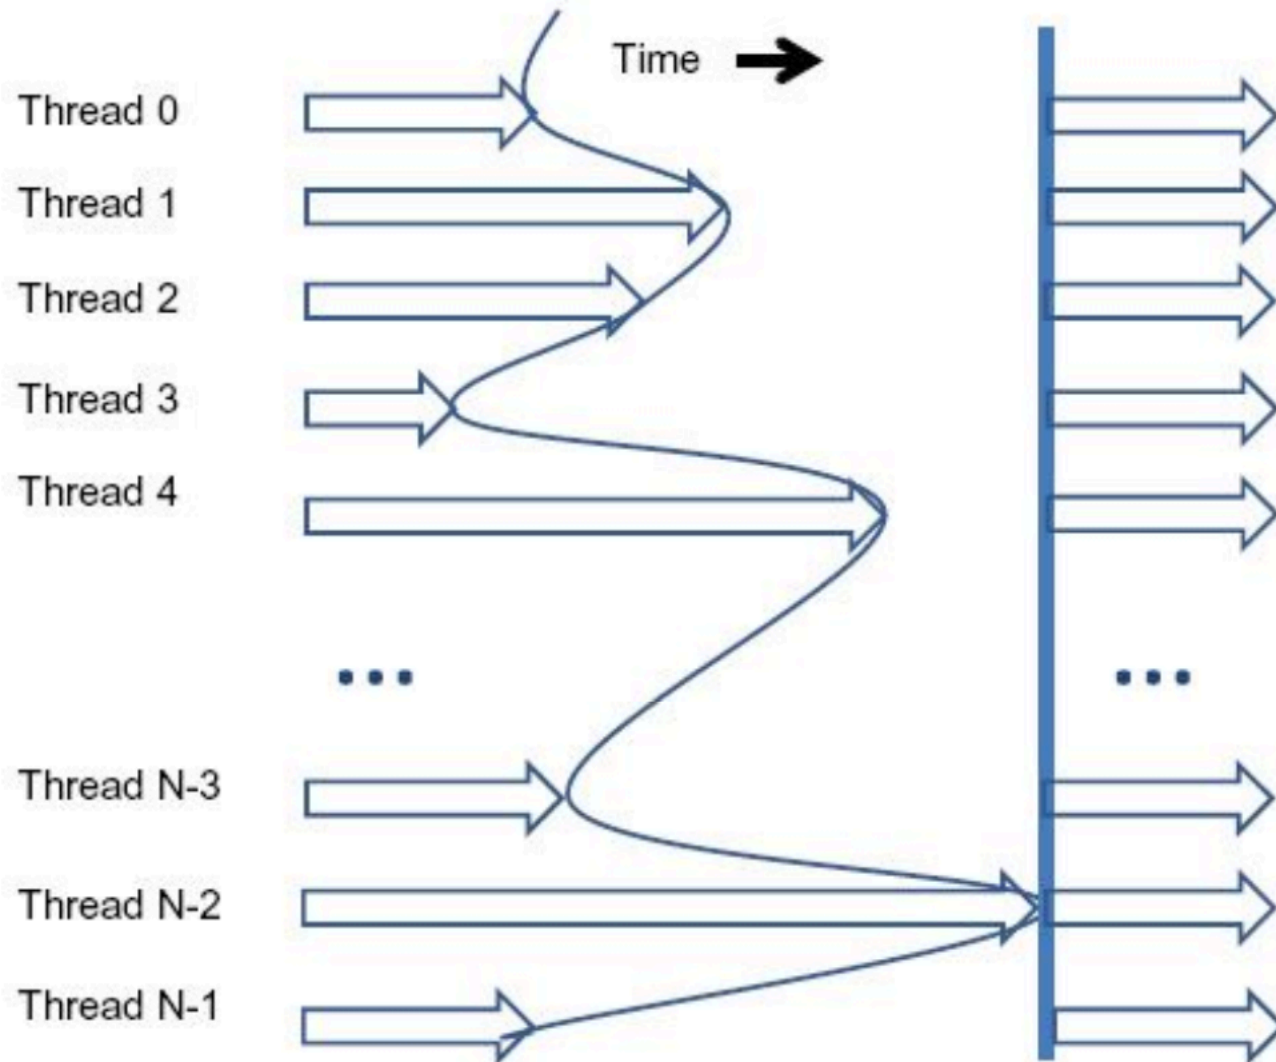 Time
Thread 0
Thread 1
Thread 2
Thread 3
Thread 4
...
...
Thread N-3
Thread N-2
Thread N-1